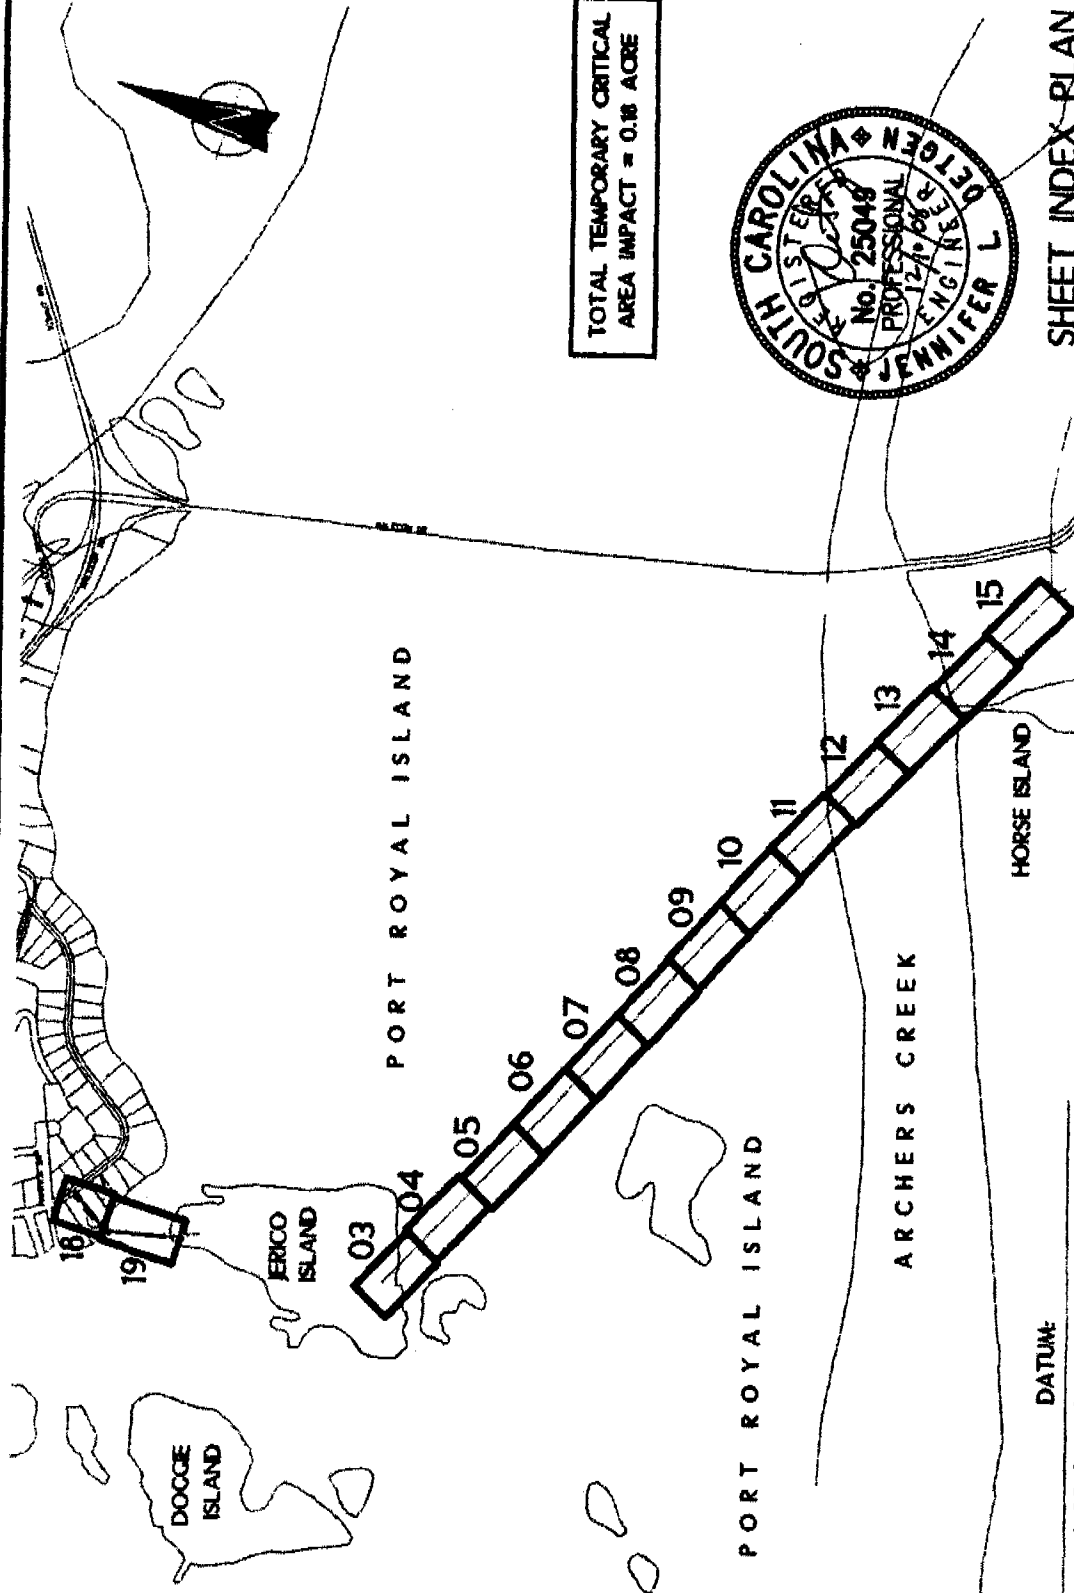 TOTAL TEMPORARY CRITICAL
AREA IMPACT = 0.18 ACRE
SOUTH CAROLINA
REGISTERED
No. 25049
PROFESSIONAL
ENGINEER
JENNIFER L OETGEN
SHEET INDEX PLAN
PORT ROYAL ISLAND
18
19
JERICO
ISLAND
DOCGIE
ISLAND
03
04
05
06
07
08
09
10
11
12
13
14
15
HORSE ISLAND
ARCHERS CREEK
PORT ROYAL ISLAND
DATUM: